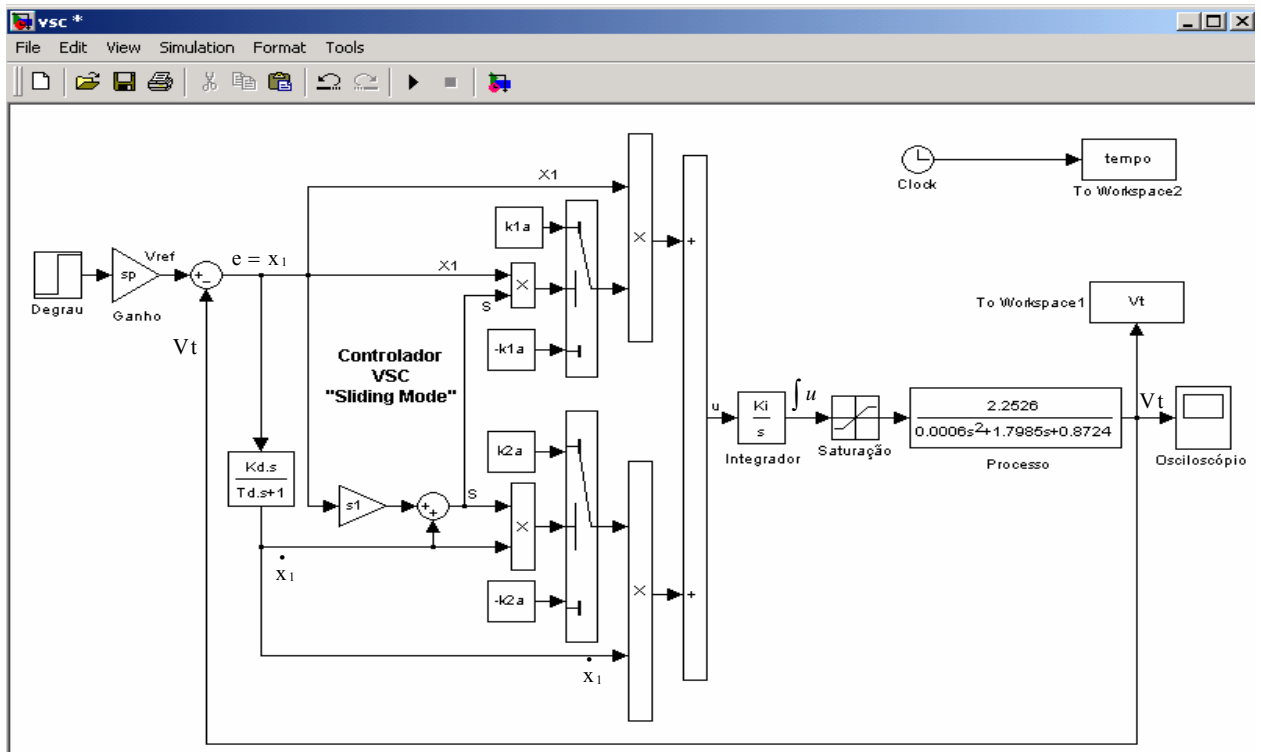 vsc *
File Edit View Simulation Format Tools
X1
k1a
Clock
tempo
To Workspace2
Degrau
sp
Ganho
Vref
+
-
e = x1
X1
×
S
-k1a
×
+
To Workspace1
Vt
Vt
Controlador
VSC
"Sliding Mode"
u
Ki
s
Integrador
∫u
Saturação
2.2526
0.0006s²+1.7985s+0.8724
Processo
Vt
Osciloscópio
Kd.s
Td.s+1
s1
+
+
S
k2a
×
ẋ1
-k2a
×
+
ẋ1